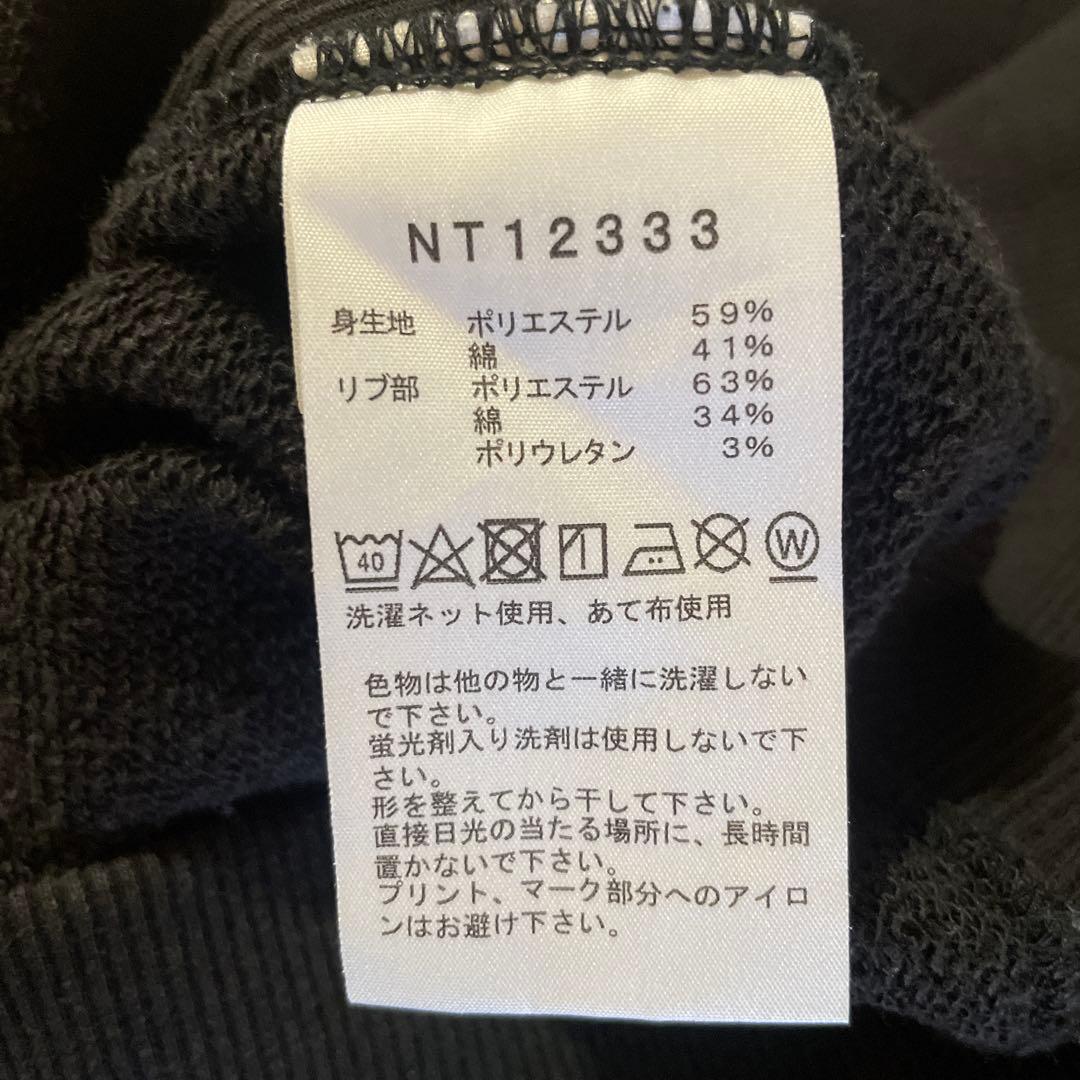 NT12333
身生地 ポリエステル 59%
綿 41%
リブ部 ポリエステル 63%
綿 34%
ポリウレタン 3%
40 W
洗濯ネット使用、あて布使用
色物は他の物と一緒に洗濯しない
で下さい。
蛍光剤入り洗剤は使用しないで下
さい。
形を整えてから干して下さい。
直接日光の当たる場所に、長時間
置かないで下さい。
プリント、マーク部分へのアイロ
ンはお避け下さい。